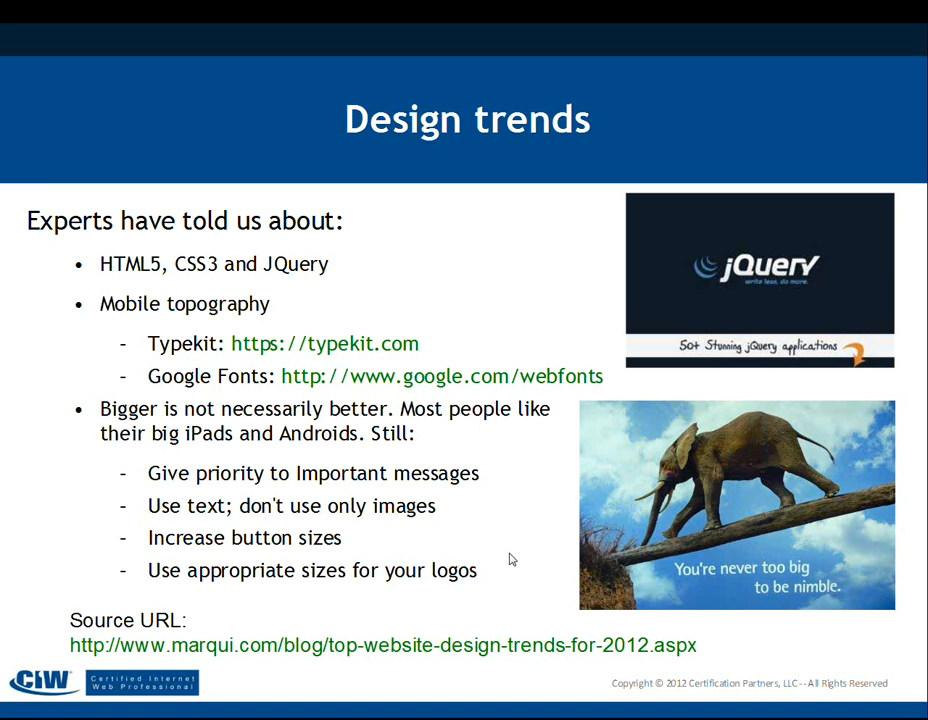 Design trends
Experts have told us about:
• HTML5, CSS3 and JQuery
• Mobile topography
– Typekit: https://typekit.com
– Google Fonts: http://www.google.com/webfonts
• Bigger is not necessarily better. Most people like
their big iPads and Androids. Still:
– Give priority to Important messages
– Use text; don't use only images
– Increase button sizes
– Use appropriate sizes for your logos
jQuery
write less, do more.
50+ Stunning jQuery applications
You're never too big
to be nimble.
Source URL:
http://www.marqui.com/blog/top-website-design-trends-for-2012.aspx
CIW
Certified Internet
Web Professional
Copyright © 2012 Certification Partners, LLC -- All Rights Reserved